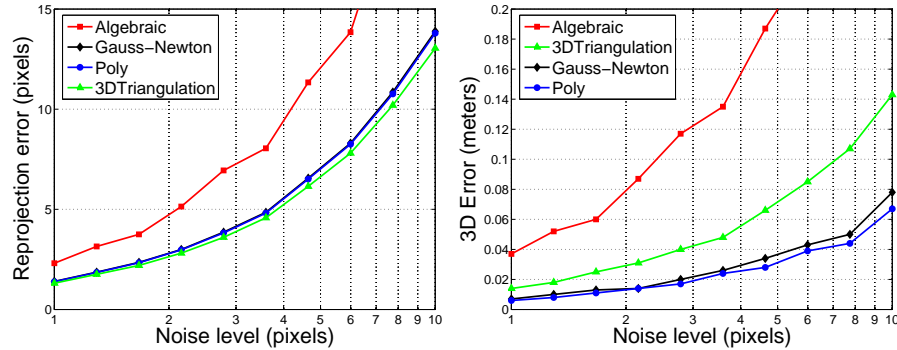 15
10
5
0
Reprojection error (pixels)
Algebraic
Gauss−Newton
Poly
3DTriangulation
1 2 3 4 5 6 7 8 9 10
Noise level (pixels)
0.2
0.18
0.16
0.14
0.12
0.1
0.08
0.06
0.04
0.02
0
3D Error (meters)
Algebraic
3DTriangulation
Gauss−Newton
Poly
1 2 3 4 5 6 7 8 9 10
Noise level (pixels)